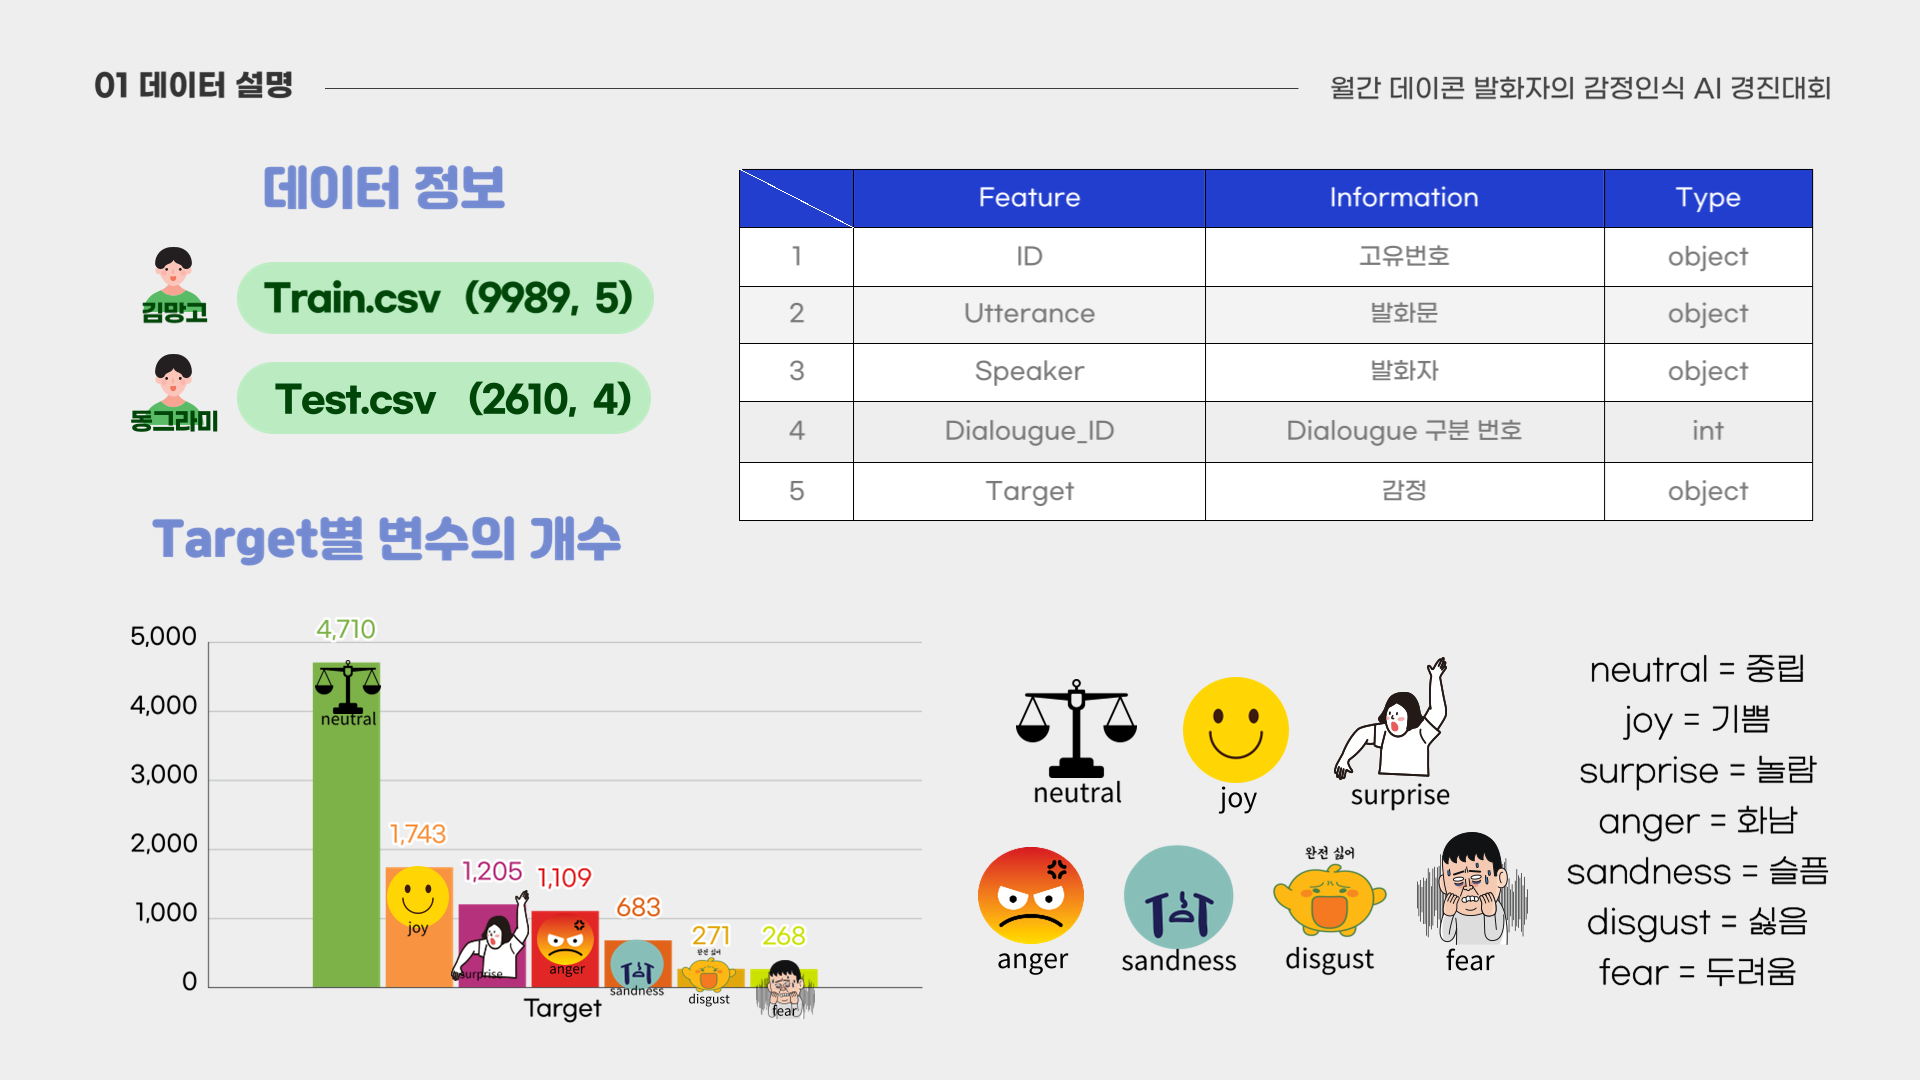 01 데이터 설명
월간 데이콘 발화자의 감정인식 AI 경진대회
데이터 정보
김망고
Train.csv (9989, 5)
동그라미
Test.csv (2610, 4)
Feature Information Type
1 ID 고유번호 object
2 Utterance 발화문 object
3 Speaker 발화자 object
4 Dialougue_ID Dialougue 구분 번호 int
5 Target 감정 object
Target별 변수의 개수
5,000
4,000
3,000
2,000
1,000
0
4,710
1,743
1,205
1,109
683
271
268
neutral
joy
surprise
anger
sandness
완전 싫어
disgust
fear
Target
neutral
joy
surprise
anger
sandness
완전 싫어
disgust
fear
neutral = 중립
joy = 기쁨
surprise = 놀람
anger = 화남
sandness = 슬픔
disgust = 싫음
fear = 두려움